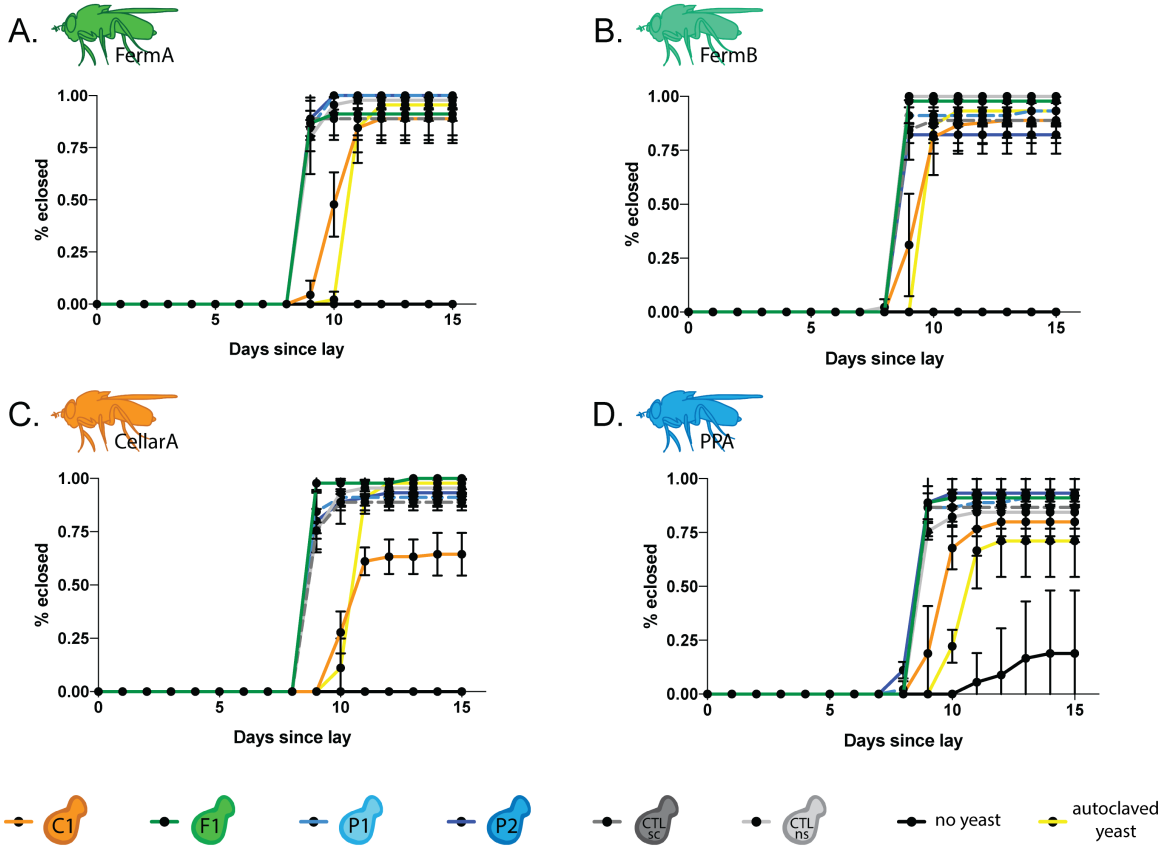 A.
FermA
B.
FermB
% eclosed
1.00
0.75
0.50
0.25
0.00
0 5 10 15
Days since lay
% eclosed
1.00
0.75
0.50
0.25
0.00
0 5 10 15
Days since lay
C.
CellarA
D.
PPA
% eclosed
1.00
0.75
0.50
0.25
0.00
0 5 10 15
Days since lay
% eclosed
1.00
0.75
0.50
0.25
0.00
0 5 10 15
Days since lay
C1
F1
P1
P2
CTL
sc
CTL
ns
no yeast
autoclaved
yeast